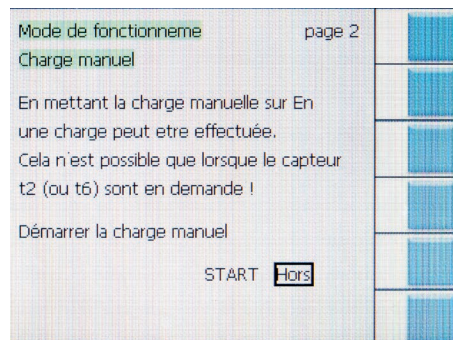 Mode de fonctionneme page 2
Charge manuel
En mettant la charge manuelle sur En
une charge peut etre effectuée.
Cela n'est possible que lorsque le capteur
t2 (ou t6) sont en demande !
Démarrer la charge manuel
START Hors